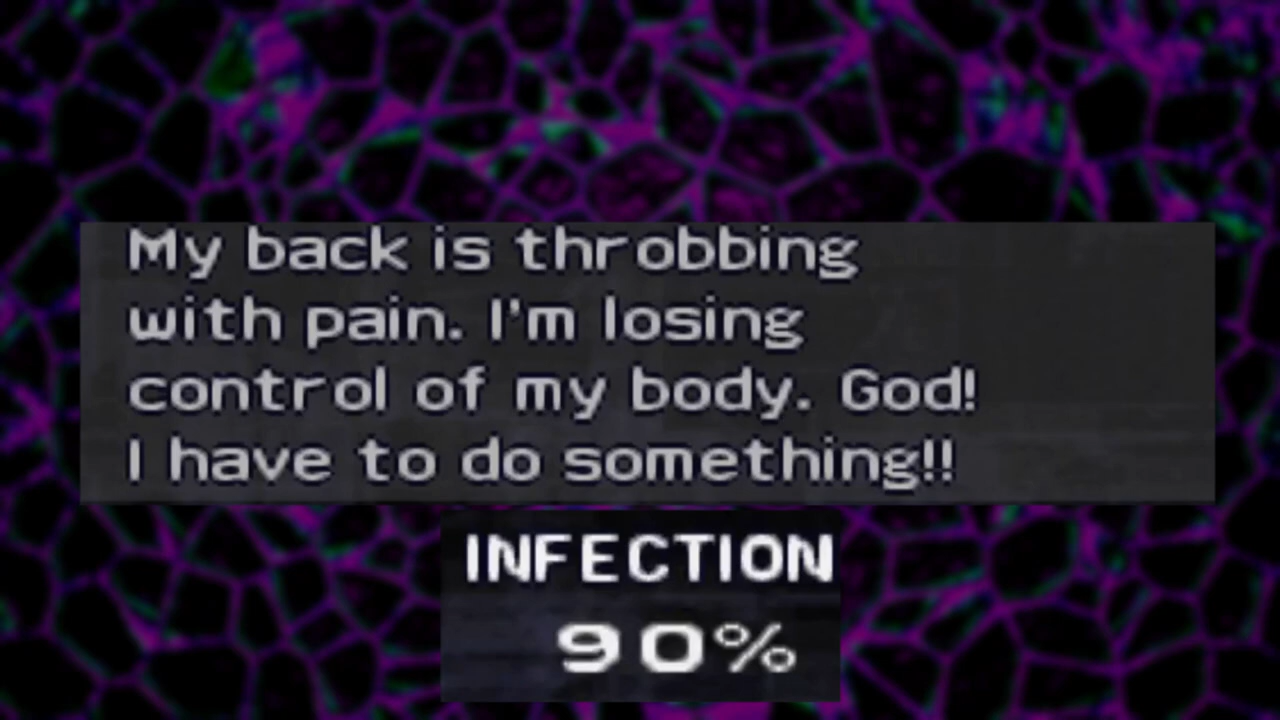 My back is throbbing
with pain. I'm losing
control of my body. God!
I have to do something!!
INFECTION
90%